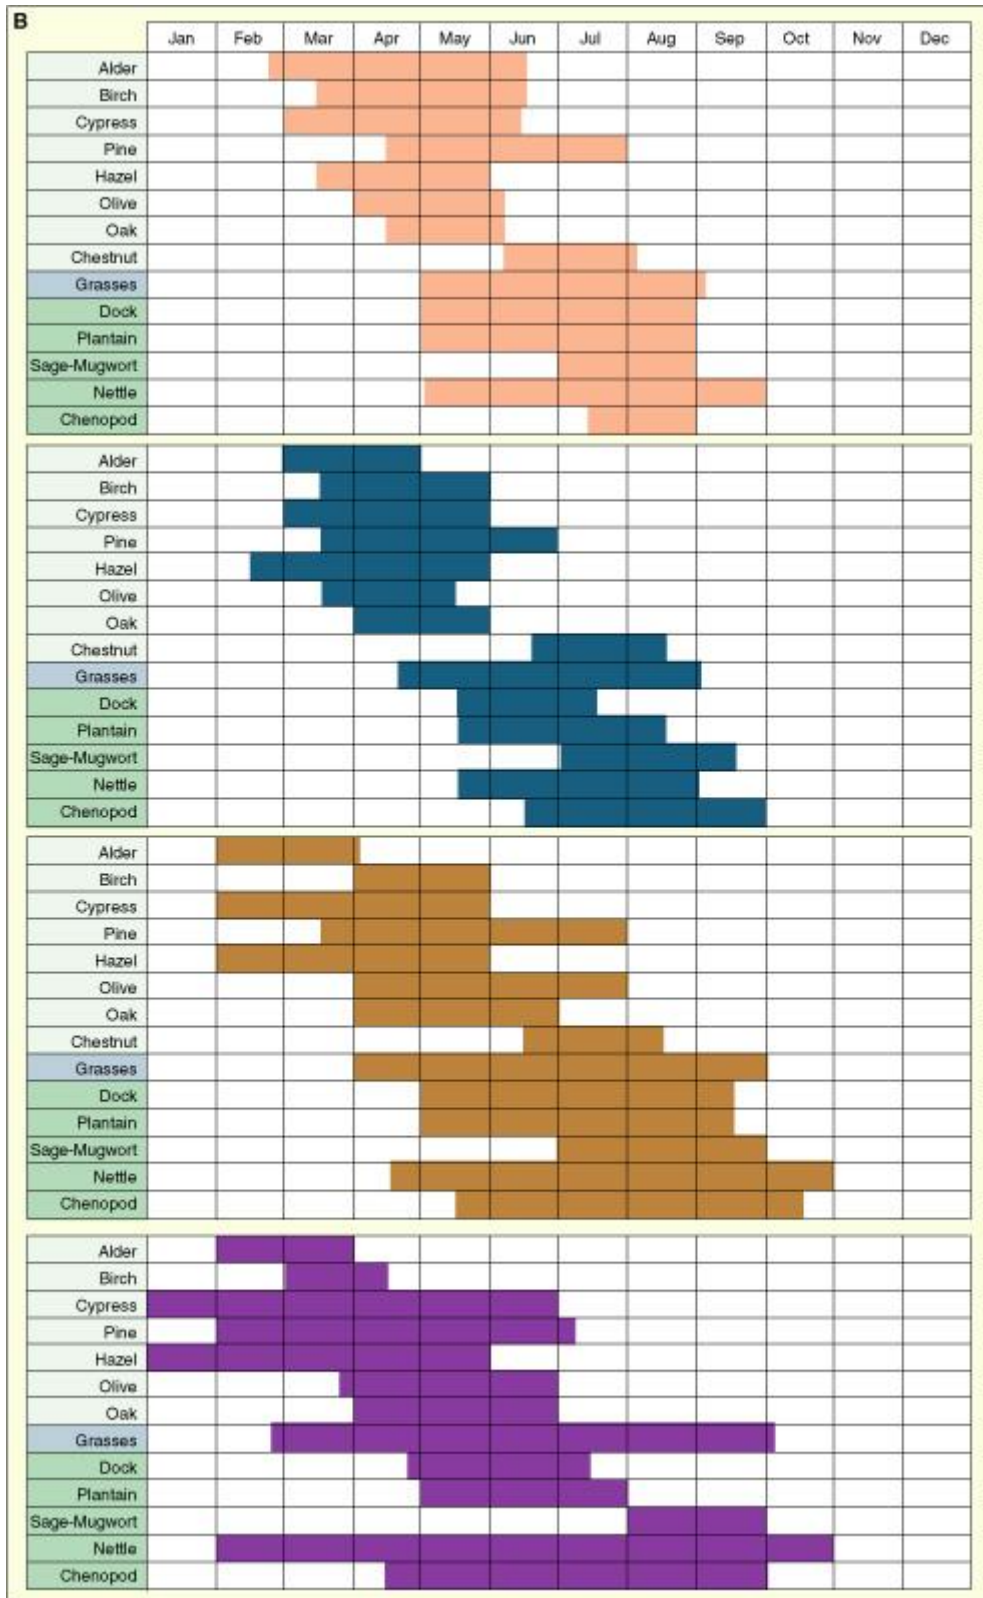 B
Jan Feb Mar Apr May Jun Jul Aug Sep Oct Nov Dec
Alder
Birch
Cypress
Pine
Hazel
Olive
Oak
Chestnut
Grasses
Dock
Plantain
Sage-Mugwort
Nettle
Chenopod
Alder
Birch
Cypress
Pine
Hazel
Olive
Oak
Chestnut
Grasses
Dock
Plantain
Sage-Mugwort
Nettle
Chenopod
Alder
Birch
Cypress
Pine
Hazel
Olive
Oak
Chestnut
Grasses
Dock
Plantain
Sage-Mugwort
Nettle
Chenopod
Alder
Birch
Cypress
Pine
Hazel
Olive
Oak
Grasses
Dock
Plantain
Sage-Mugwort
Nettle
Chenopod